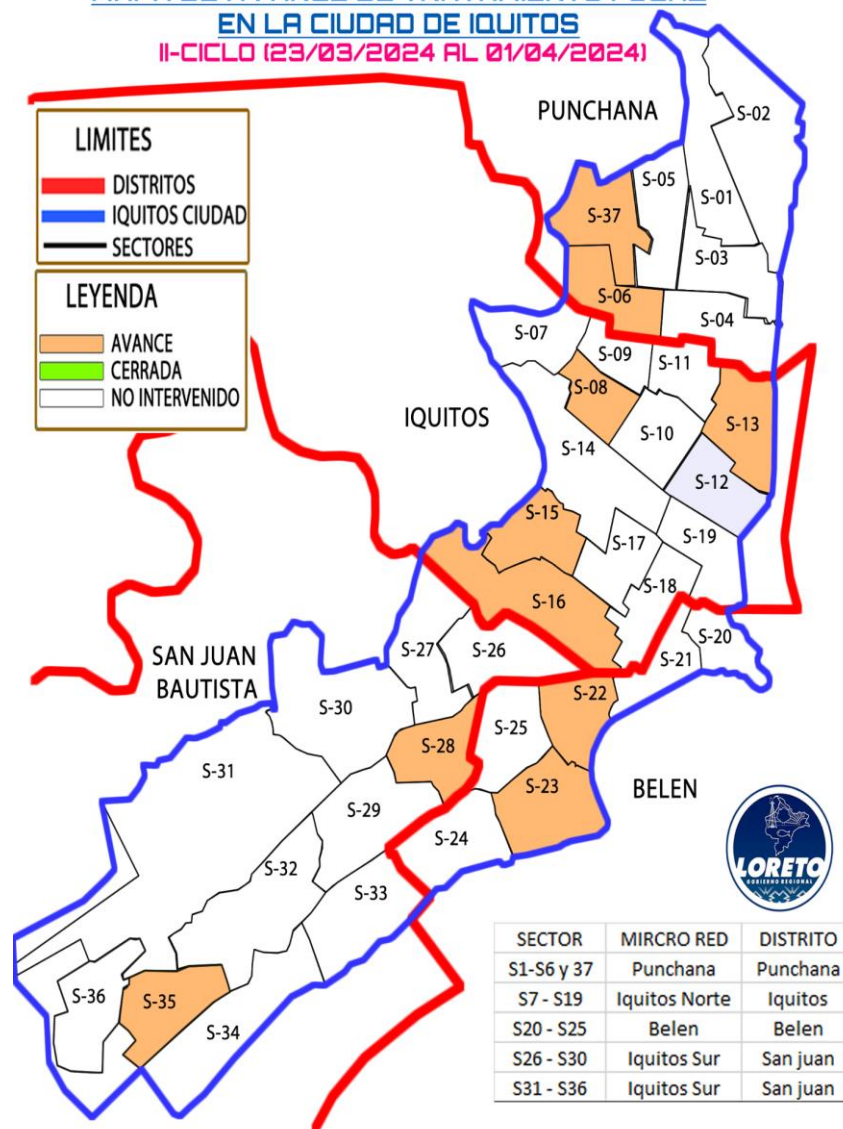 EN LA CIUDAD DE IQUITOS
II-CICLO (23/03/2024 AL 01/04/2024)
LIMITES
DISTRITOS
IQUITOS CIUDAD
SECTORES
LEYENDA
AVANCE
CERRADA
NO INTERVENIDO
PUNCHANA
S-02
S-05
S-01
S-37
S-03
S-06
S-04
S-07
S-09
S-11
S-08
IQUITOS
S-13
S-10
S-14
S-12
S-15
S-17
S-19
S-18
S-16
S-20
S-27
S-26
S-21
SAN JUAN
BAUTISTA
S-22
S-30
S-25
S-28
S-31
S-23
BELEN
S-29
S-24
S-32
S-33
S-36
S-35
S-34
LORETO
GOBIERNO REGIONAL
SECTOR MIRCRO RED DISTRITO
S1-S6 y 37 Punchana Punchana
S7 - S19 Iquitos Norte Iquitos
S20 - S25 Belen Belen
S26 - S30 Iquitos Sur San juan
S31 - S36 Iquitos Sur San juan